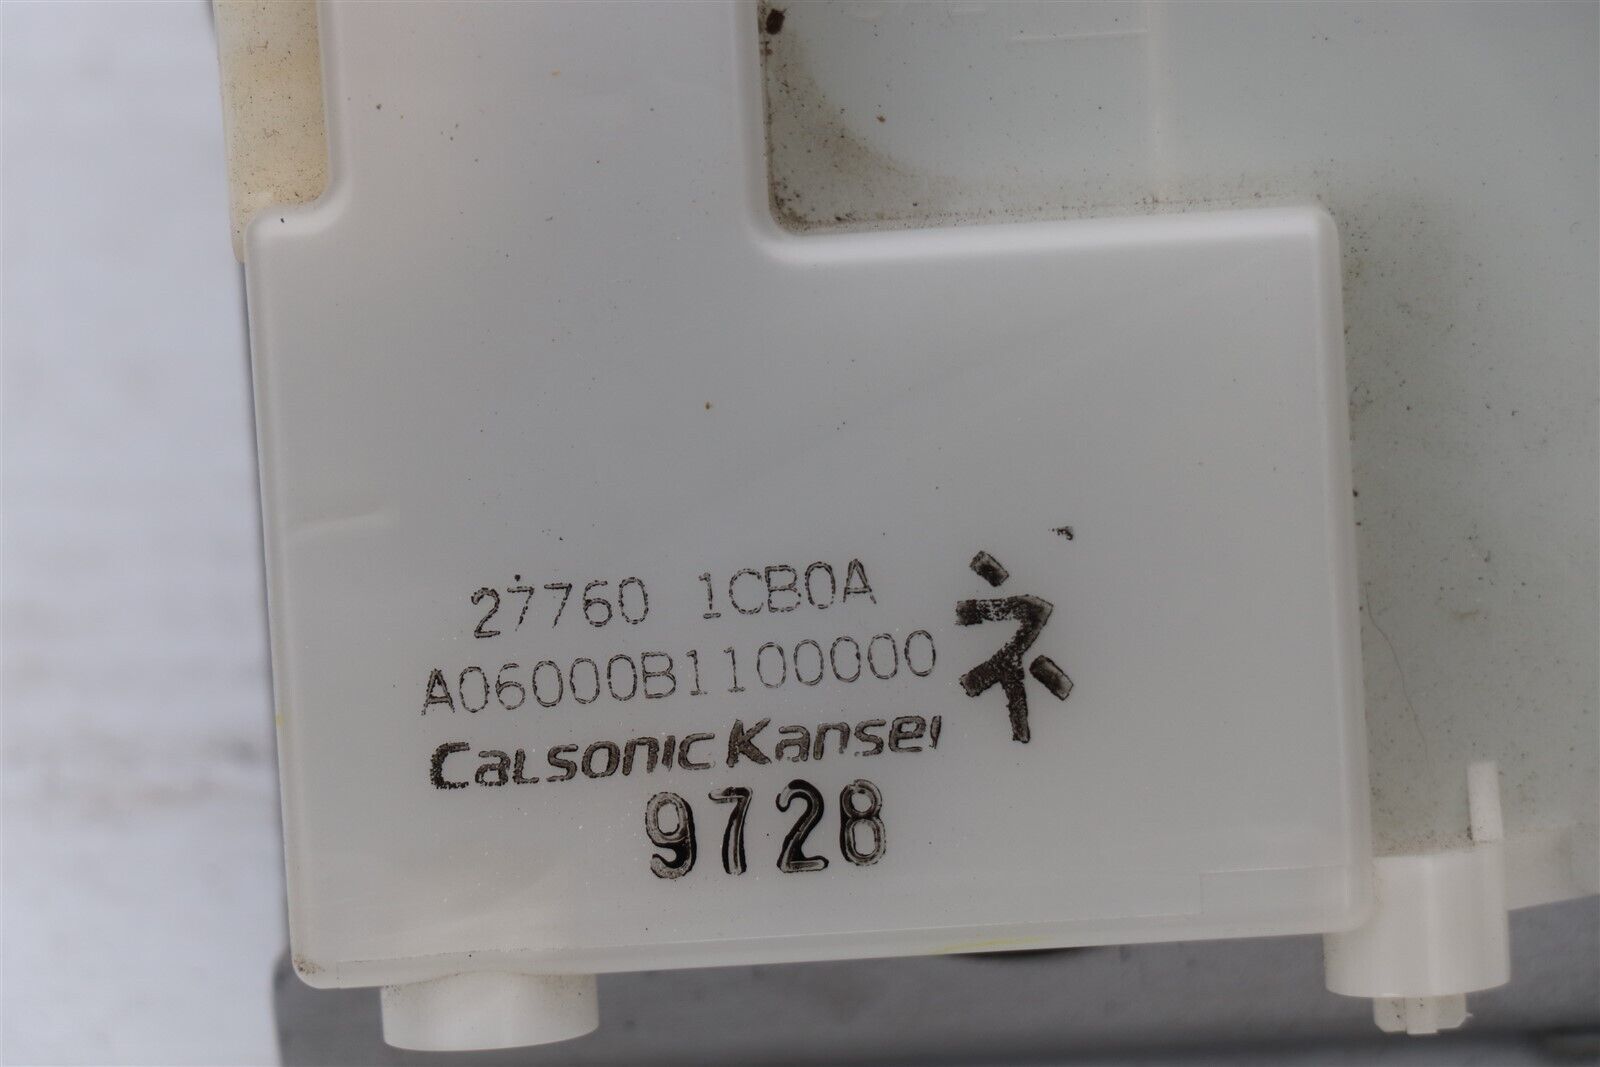 27760 1CB0A
A06000B1100000 ネ
CalsonicKansei
9728